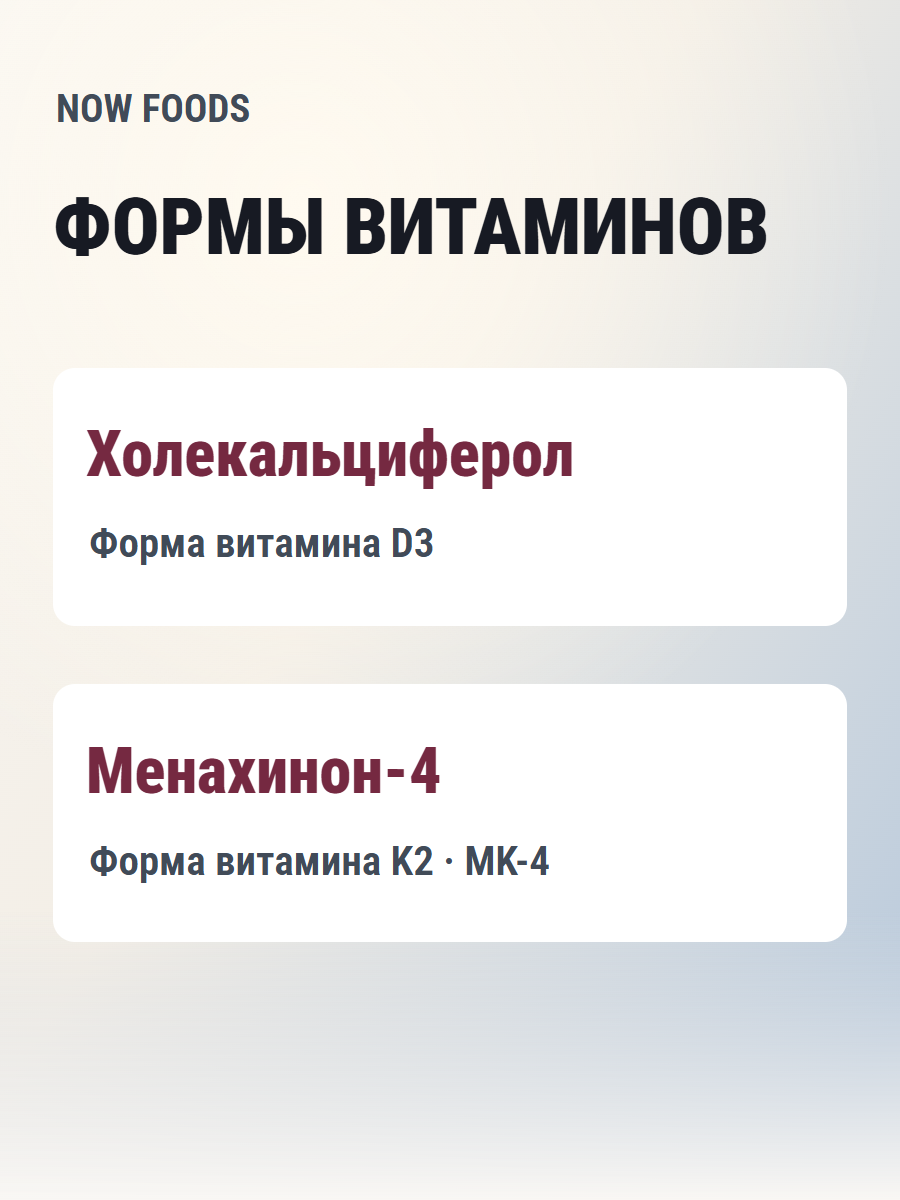 NOW FOODS
ФОРМЫ ВИТАМИНОВ
Холекальциферол
Форма витамина D3
Менахинон-4
Форма витамина K2 · MK-4